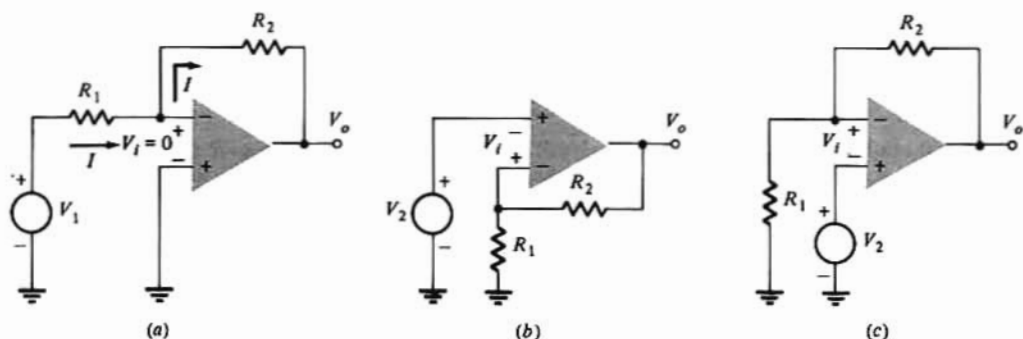 R₂
I
R₁
I
Vᵢ = 0
+
−
−
+
Vₒ
+
V₁
−
(a)
+
−
Vᵢ
+
−
Vₒ
R₂
+
V₂
−
R₁
(b)
R₂
Vᵢ
+
−
−
+
Vₒ
R₁
+
V₂
−
(c)